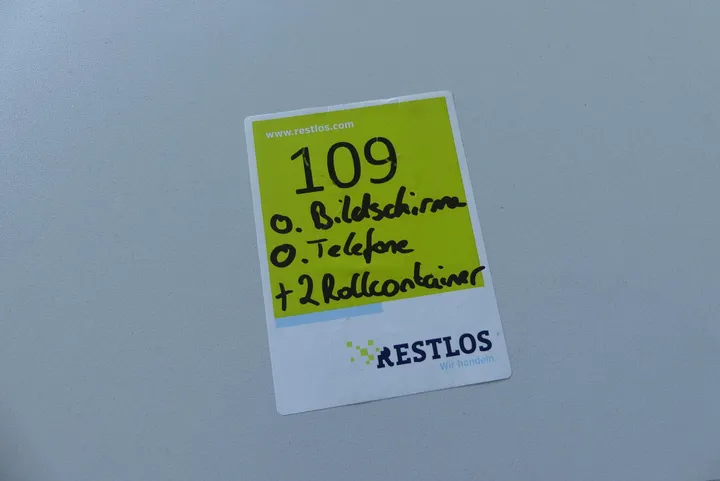 www.restlos.com
109
o. Bildschirme
o. Telefone
+ 2 Rollcontainer
RESTLOS
Wir handeln